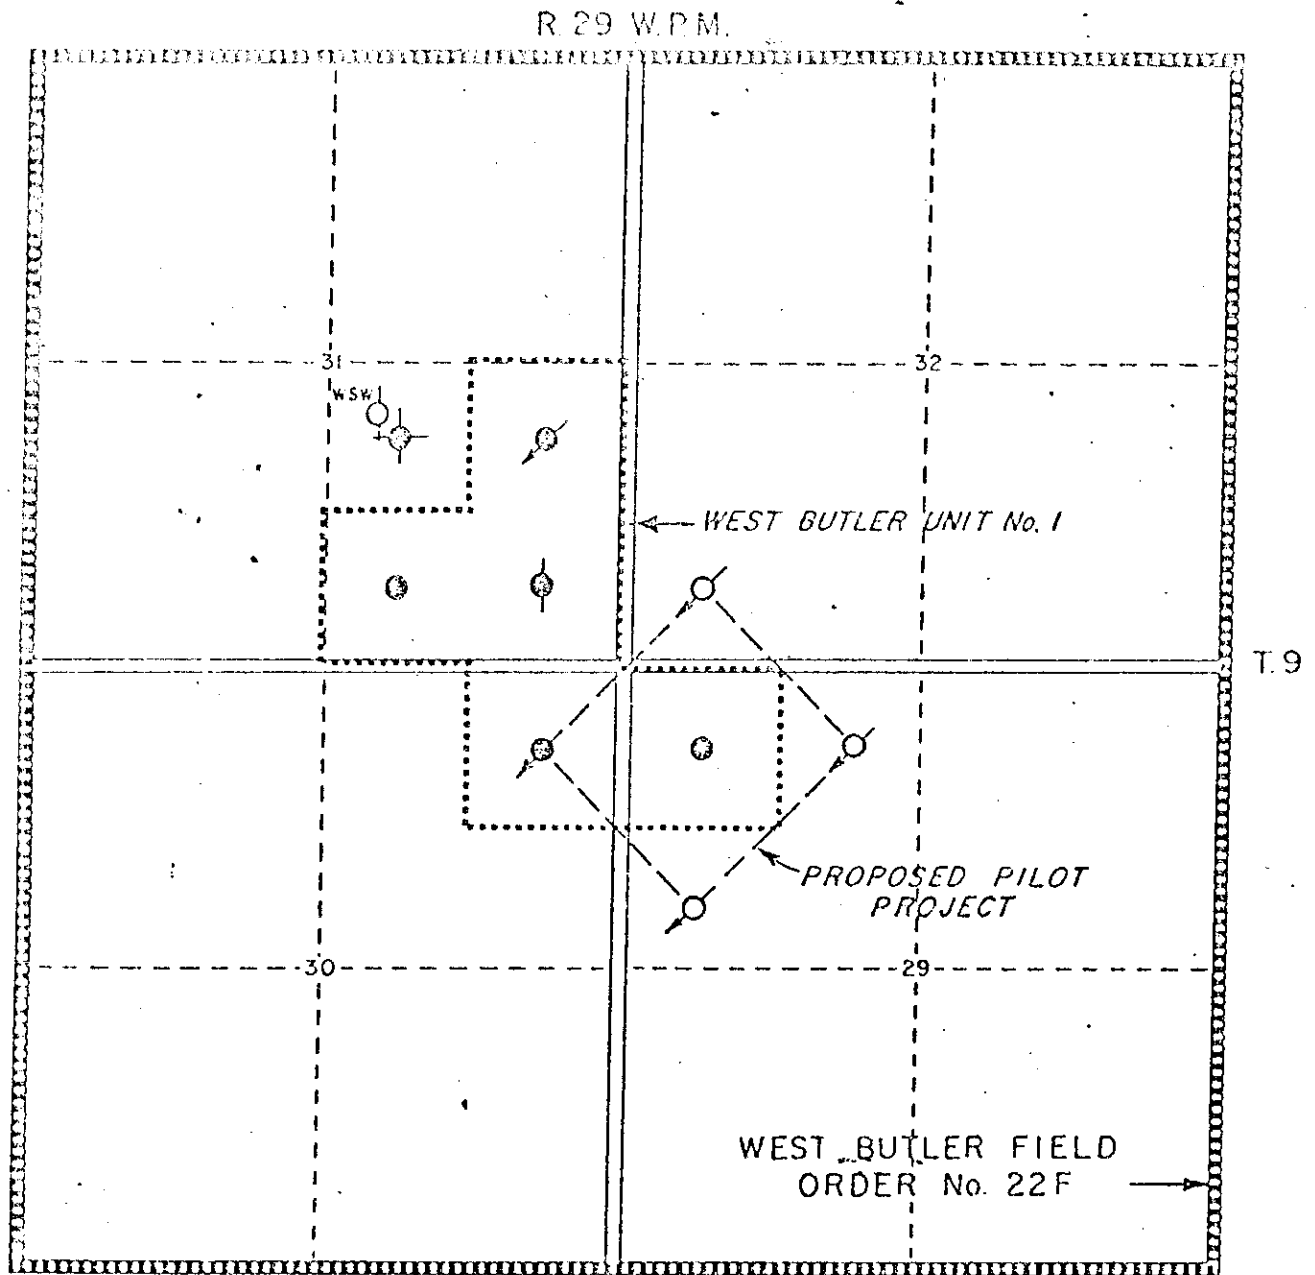 R. 29 W.P.M.
31
32
WSW
WEST BUTLER UNIT No. 1
T. 9
PROPOSED PILOT
PROJECT
30
29
WEST BUTLER FIELD
ORDER No. 22F